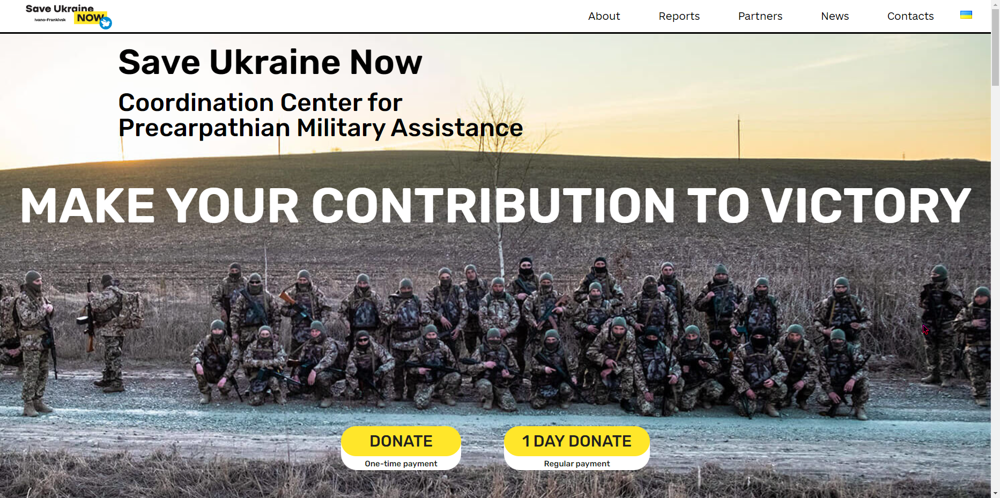 Save Ukraine
Ivano-Frankivsk
NOW
About
Reports
Partners
News
Contacts
Save Ukraine Now
Coordination Center for
Precarpathian Military Assistance
MAKE YOUR CONTRIBUTION TO VICTORY
DONATE
One-time payment
1 DAY DONATE
Regular payment